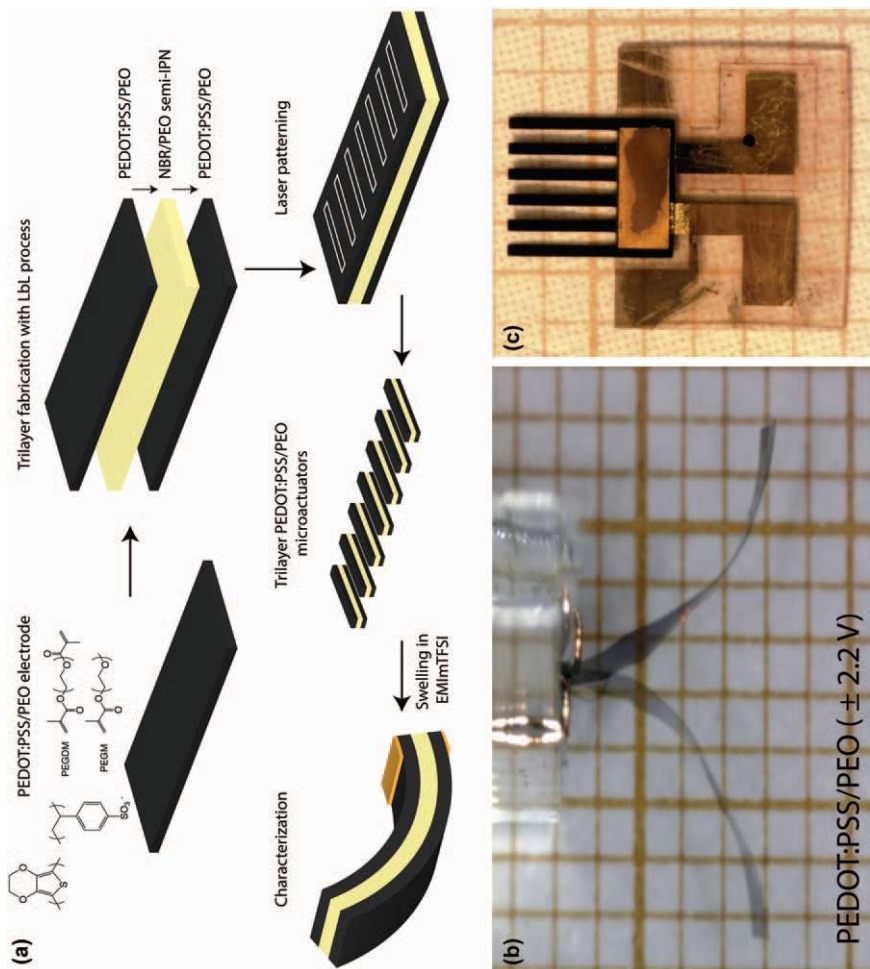 (a)
PEDOT:PSS/PEO electrode
PEGDM
PEGM
SO₃⁻
S
O
O
O
O
O
O
O
O
O
Trilayer fabrication with LbL process
PEDOT:PSS/PEO
NBR/PEO semi-IPN
PEDOT:PSS/PEO
Laser patterning
Trilayer PEDOT:PSS/PEO
microactuators
Swelling in
EMImTFSI
Characterization
(b)
PEDOT:PSS/PEO ( ± 2.2 V)
(c)